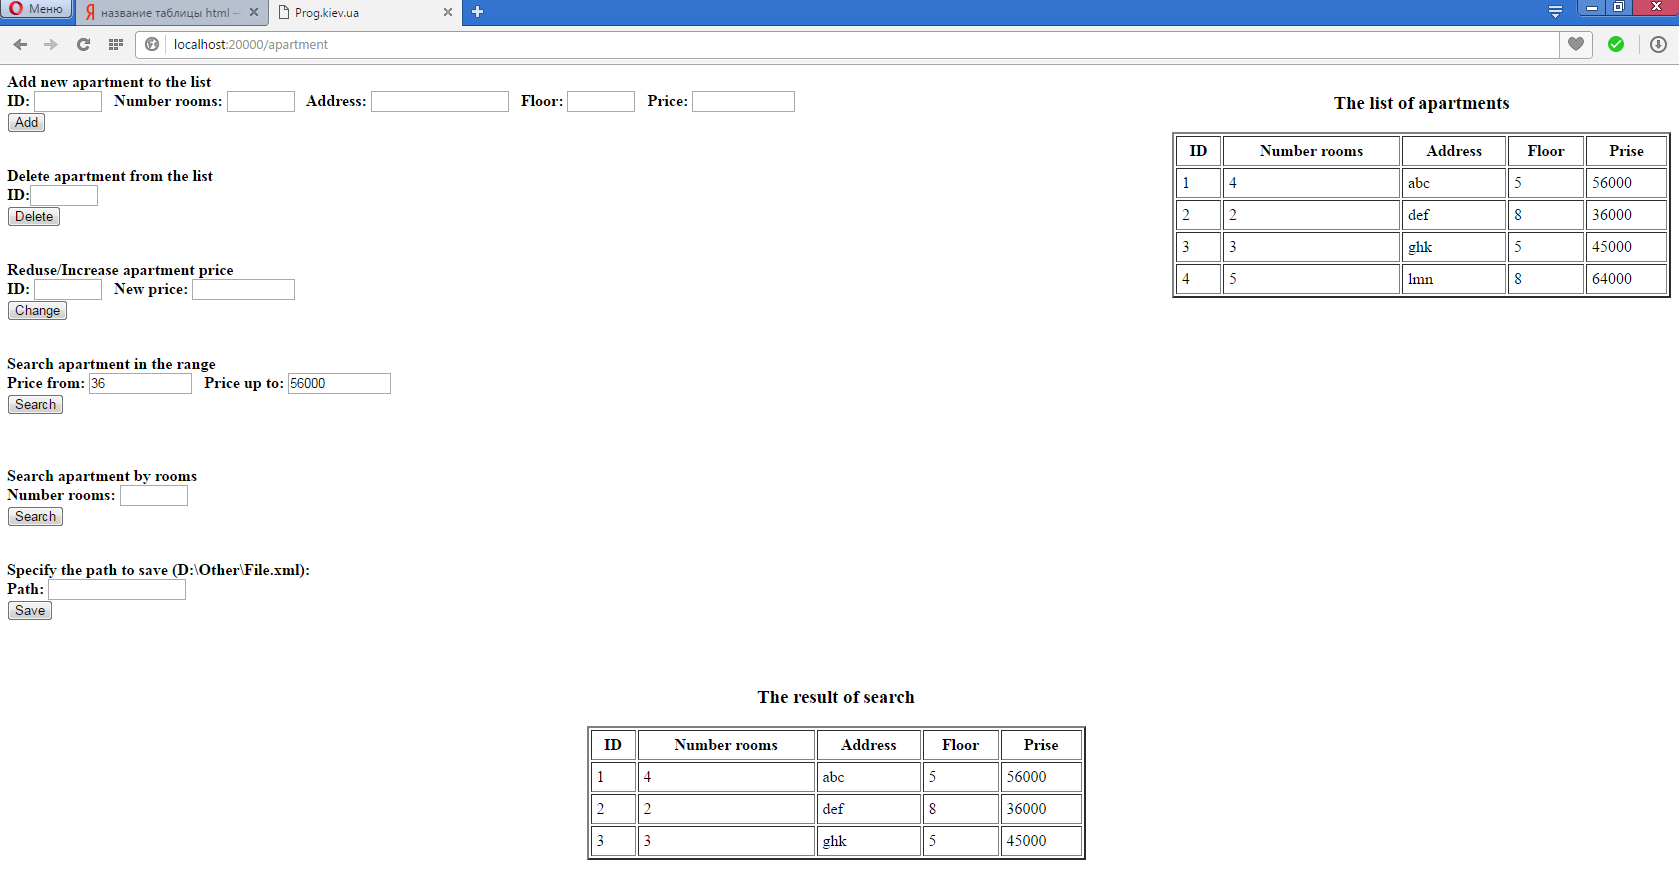 Меню
название таблицы html –
Prog.kiev.ua
localhost:20000/apartment
Add new apartment to the list
ID: Number rooms: Address: Floor: Price:
Add
Delete apartment from the list
ID:
Delete
Reduse/Increase apartment price
ID: New price:
Change
Search apartment in the range
Price from: 36 Price up to: 56000
Search
Search apartment by rooms
Number rooms:
Search
Specify the path to save (D:\Other\File.xml):
Path:
Save
The list of apartments
ID Number rooms Address Floor Prise
1 4 abc 5 56000
2 2 def 8 36000
3 3 ghk 5 45000
4 5 lmn 8 64000
The result of search
ID Number rooms Address Floor Prise
1 4 abc 5 56000
2 2 def 8 36000
3 3 ghk 5 45000